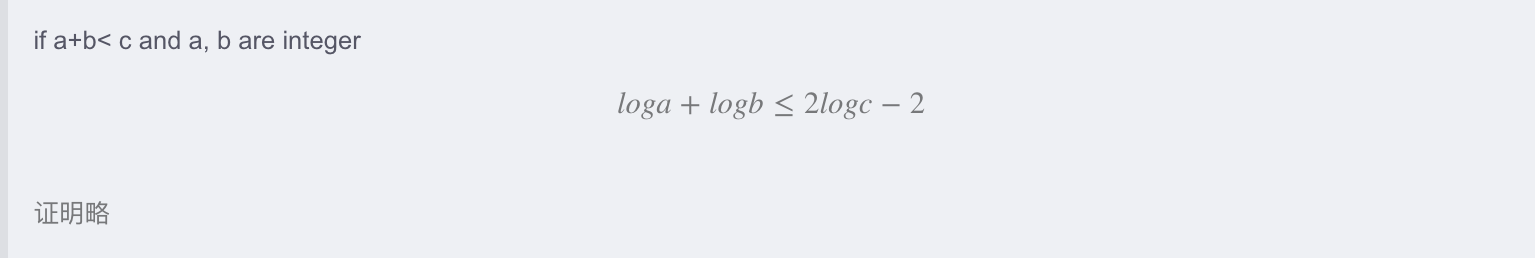 if a+b< c and a, b are integer
loga + logb ≤ 2logc − 2
证明略